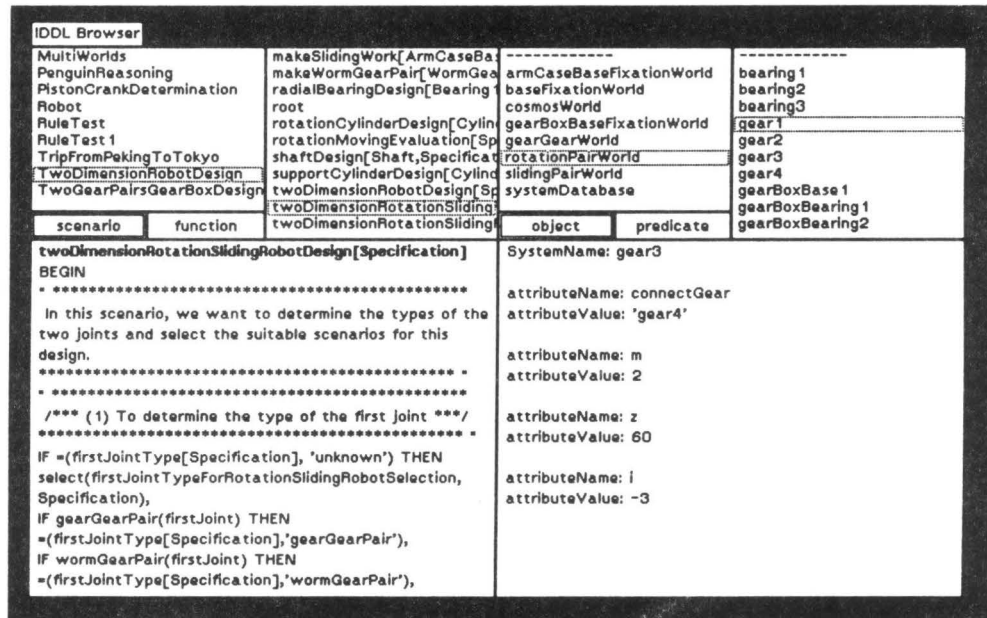 IDDL Browser
MultiWorlds
PenguinReasoning
PistonCrankDetermination
Robot
RuleTest
RuleTest1
TripFromPekingToTokyo
TwoDimensionRobotDesign
TwoGearPairsGearBoxDesign
scenario function
makeSlidingWork[ArmCaseBa
makeWormGearPair[WormGea
radialBearingDesign[Bearing1
root
rotationCylinderDesign[Cylin
rotationMovingEvaluation[Sp
shaftDesign[Shaft,Specificat
supportCylinderDesign[Cylind
twoDimensionRobotDesign[Sp
twoDimensionRotationSliding
twoDimensionRotationSliding
-------------
armCaseBaseFixationWorld
baseFixationWorld
cosmosWorld
gearBoxBaseFixationWorld
gearGearWorld
rotationPairWorld
slidingPairWorld
systemDatabase
object predicate
-------------
bearing1
bearing2
bearing3
gear1
gear2
gear3
gear4
gearBoxBase1
gearBoxBearing1
gearBoxBearing2
twoDimensionRotationSlidingRobotDesign[Specification]
BEGIN
" **********************************************
In this scenario, we want to determine the types of the
two joints and select the suitable scenarios for this
design.
********************************************** "
" **********************************************
/*** (1) To determine the type of the first joint ***/
*********************************************** "
IF =(firstJointType[Specification], 'unknown') THEN
select(firstJointTypeForRotationSlidingRobotSelection,
Specification),
IF gearGearPair(firstJoint) THEN
=(firstJointType[Specification],'gearGearPair'),
IF wormGearPair(firstJoint) THEN
=(firstJointType[Specification],'wormGearPair'),
SystemName: gear3
attributeName: connectGear
attributeValue: 'gear4'
attributeName: m
attributeValue: 2
attributeName: z
attributeValue: 60
attributeName: i
attributeValue: -3